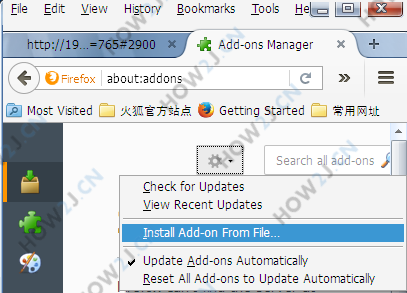 File Edit View History Bookmarks Tools Help
http://19...=765#2900 Add-ons Manager
Firefox about:addons
Most Visited 火狐官方站点 Getting Started 常用网址
Search all add-ons
Check for Updates
View Recent Updates
Install Add-on From File...
Update Add-ons Automatically
Reset All Add-ons to Update Automatically
HOW2J.CN